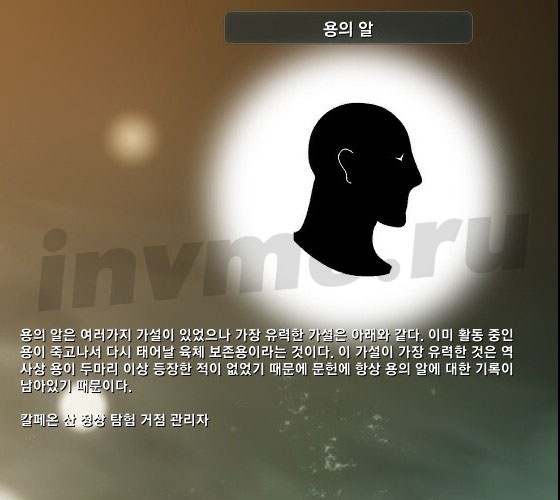 용의 알
invme.ru
용의 알은 여러가지 가설이 있었으나 가장 유력한 가설은 아래와 같다. 이미 활동 중인
용이 죽고나서 다시 태어날 육체 보존용이라는 것이다. 이 가설이 가장 유력한 것은 역
사상 용이 두마리 이상 등장한 적이 없었기 때문에 문헌에 항상 용의 알에 대한 기록이
남아있기 때문이다.
칼페온 산 정상 탐험 거점 관리자